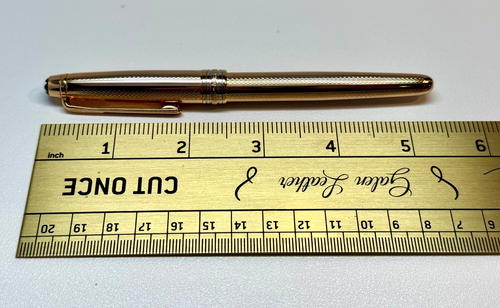 inch 1 2 3 4 5 6
Galen Leather CUT ONCE
6 7 8 9 10 11 12 13 14 15 16 17 18 19 20